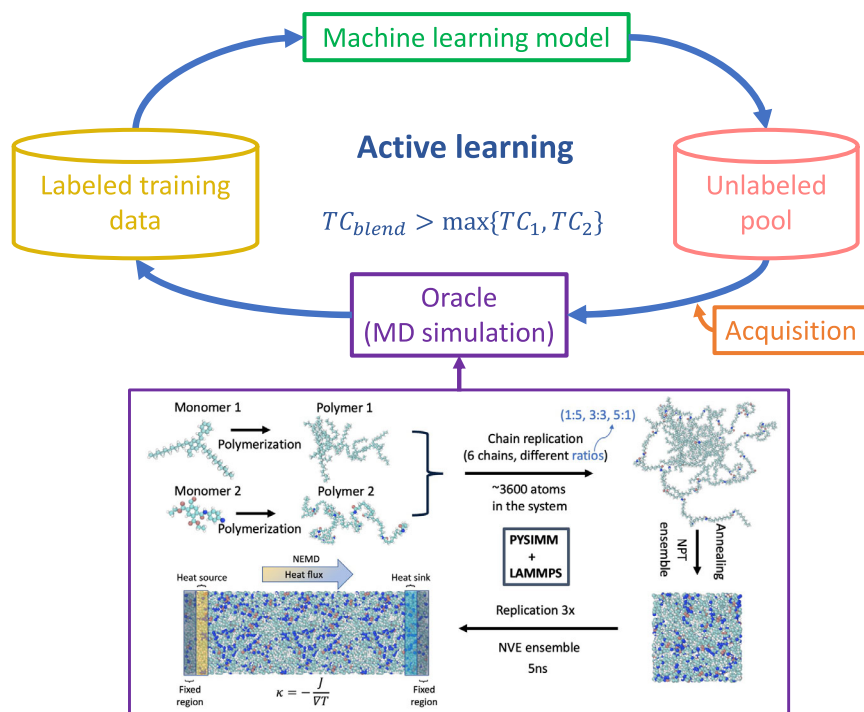 Machine learning model
Active learning
Labeled training
data
Unlabeled
pool
TC_blend > max{TC_1, TC_2}
Oracle
(MD simulation)
Acquisition
Monomer 1
Polymer 1
Polymerization
Monomer 2
Polymer 2
Polymerization
(1:5, 3:3, 5:1)
Chain replication
(6 chains, different ratios)
~3600 atoms
in the system
PYSIMM
+
LAMMPS
Annealing
NPT
ensemble
NEMD
Heat source
Heat flux
Heat sink
Replication 3x
NVE ensemble
5ns
Fixed
region
κ = − J / ∇T
Fixed
region